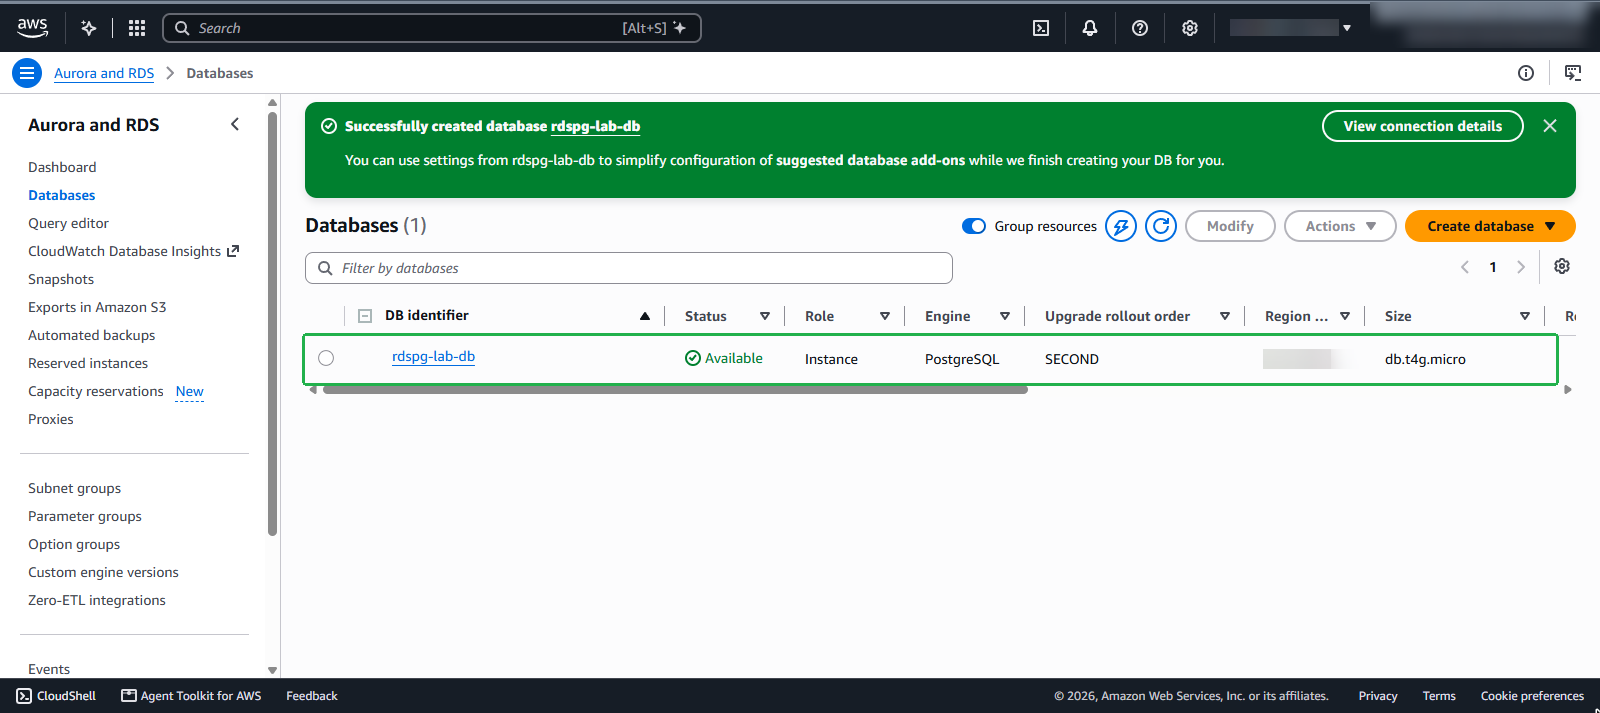 aws
Search [Alt+S]
Aurora and RDS > Databases
Aurora and RDS
Dashboard
Databases
Query editor
CloudWatch Database Insights
Snapshots
Exports in Amazon S3
Automated backups
Reserved instances
Capacity reservations New
Proxies
Subnet groups
Parameter groups
Option groups
Custom engine versions
Zero-ETL integrations
Events
Successfully created database rdspg-lab-db
View connection details
You can use settings from rdspg-lab-db to simplify configuration of suggested database add-ons while we finish creating your DB for you.
Databases (1)
Group resources
Modify
Actions
Create database
Filter by databases
1
DB identifier Status Role Engine Upgrade rollout order Region ... Size
rdspg-lab-db Available Instance PostgreSQL SECOND db.t4g.micro
CloudShell Agent Toolkit for AWS Feedback © 2026, Amazon Web Services, Inc. or its affiliates. Privacy Terms Cookie preferences